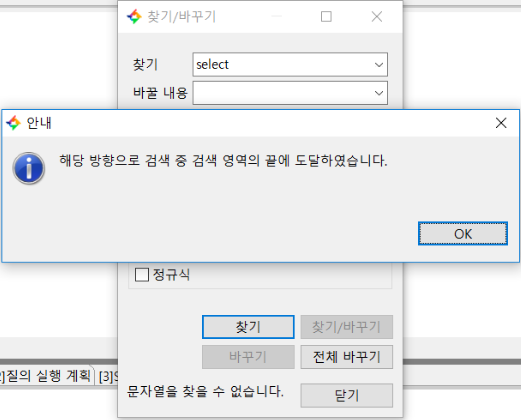 찾기/바꾸기
찾기 select
바꿀 내용
안내
해당 방향으로 검색 중 검색 영역의 끝에 도달하였습니다.
OK
정규식
찾기 찾기/바꾸기
바꾸기 전체 바꾸기
문자열을 찾을 수 없습니다. 닫기
]질의 실행 계획 [3]